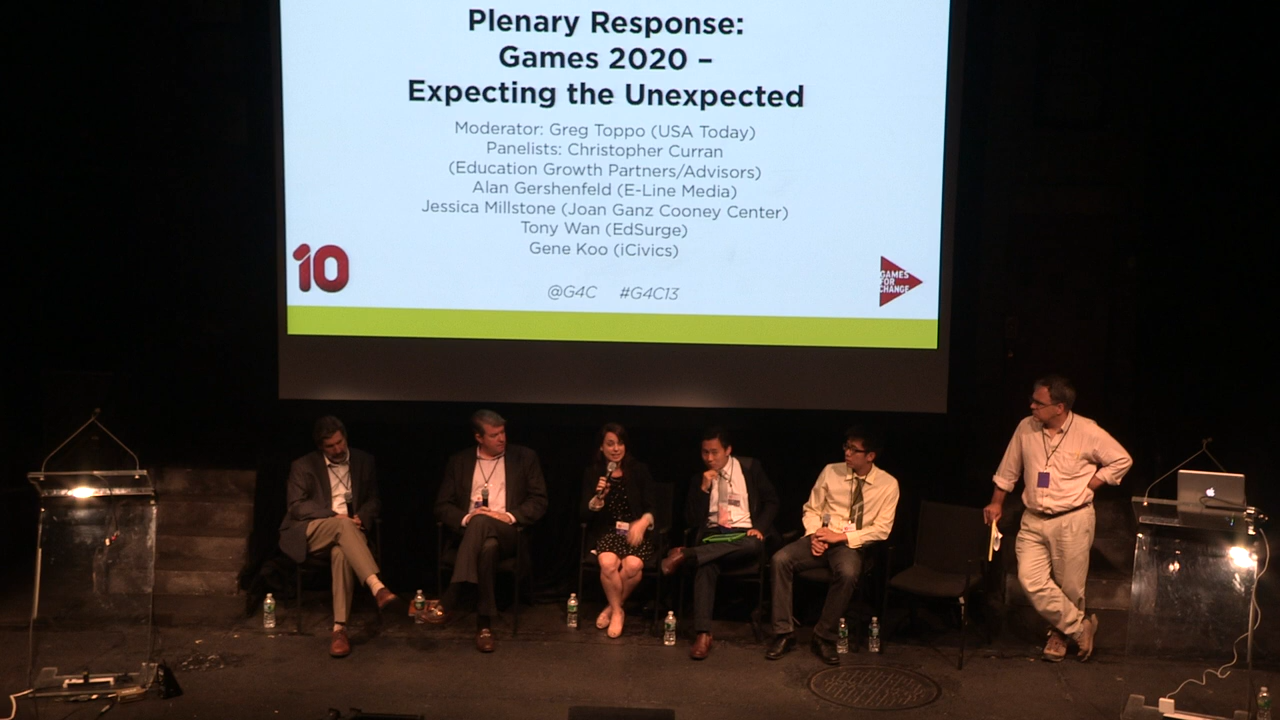 Plenary Response:
Games 2020 –
Expecting the Unexpected
Moderator: Greg Toppo (USA Today)
Panelists: Christopher Curran
(Education Growth Partners/Advisors)
Alan Gershenfeld (E-Line Media)
Jessica Millstone (Joan Ganz Cooney Center)
Tony Wan (EdSurge)
Gene Koo (iCivics)
10
GAMES
FOR
CHANGE
@G4C #G4C13